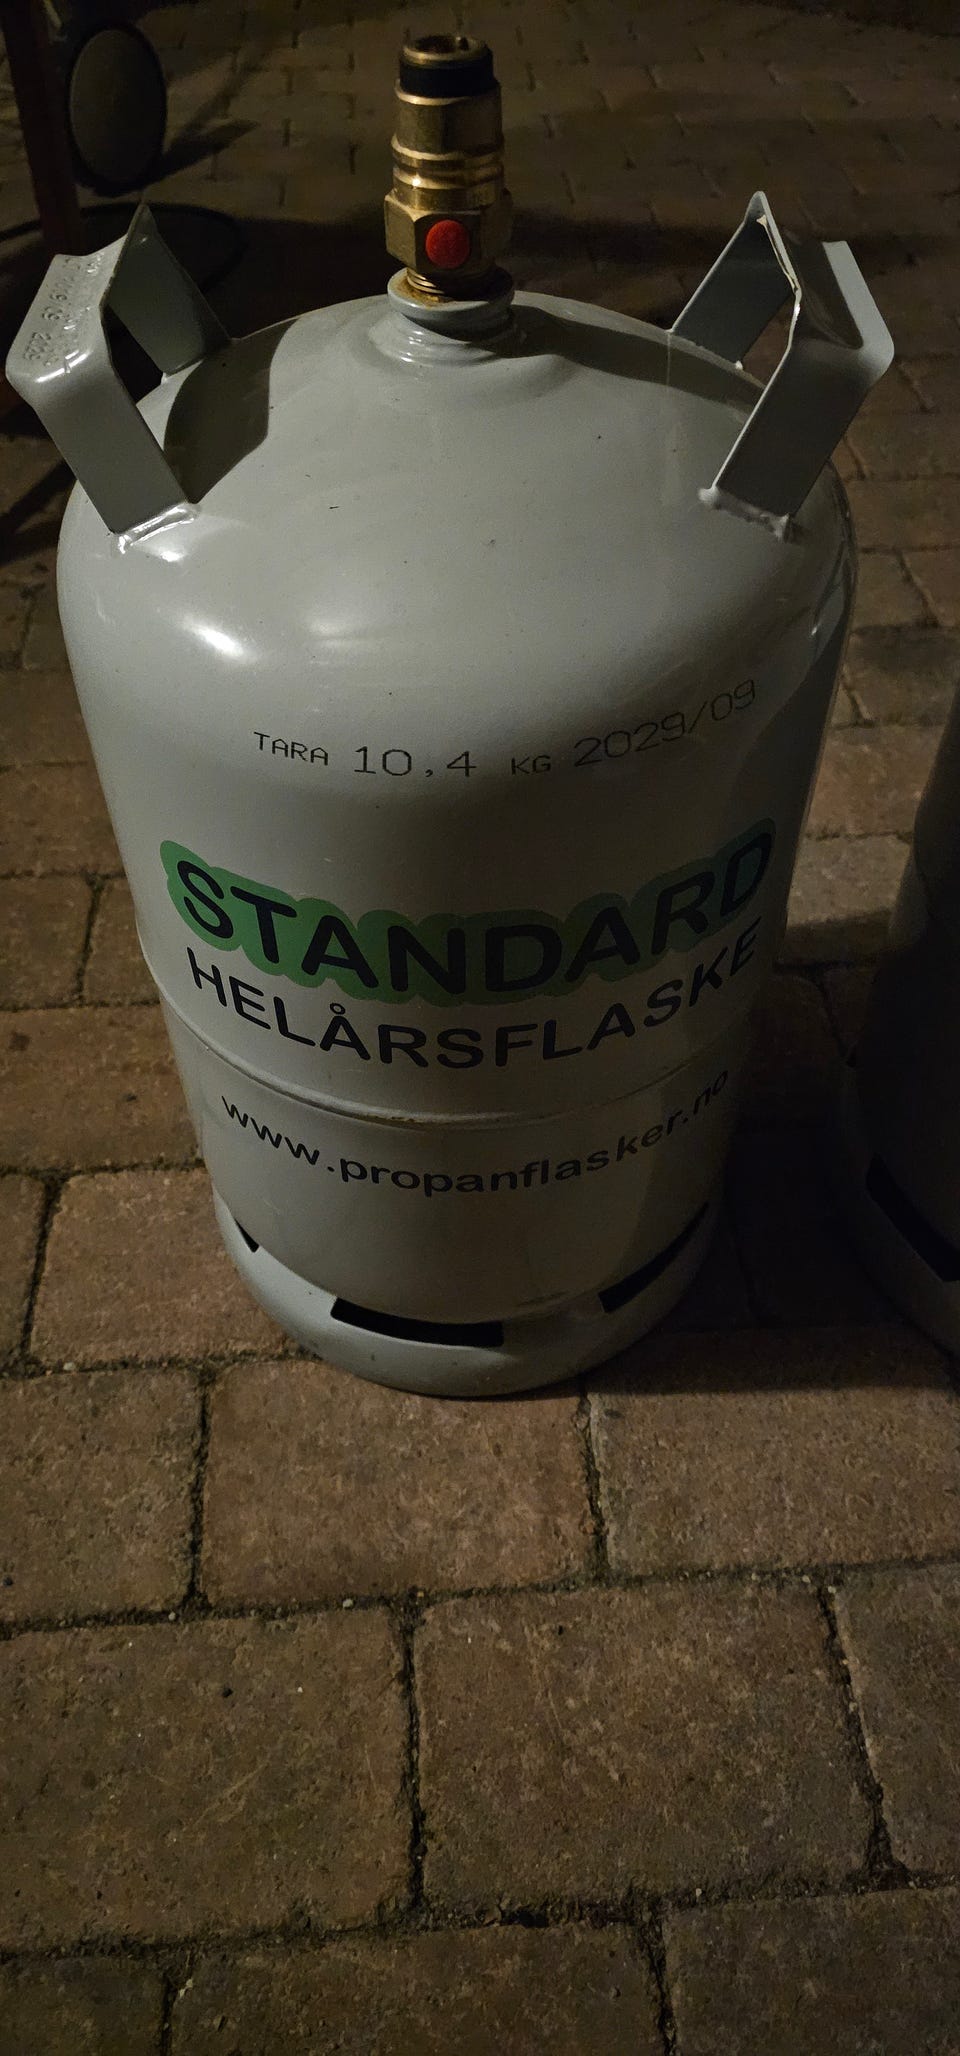 TARA 10,4 KG 2029/09
STANDARD
HELÅRSFLASKE
www.propanflasker.no